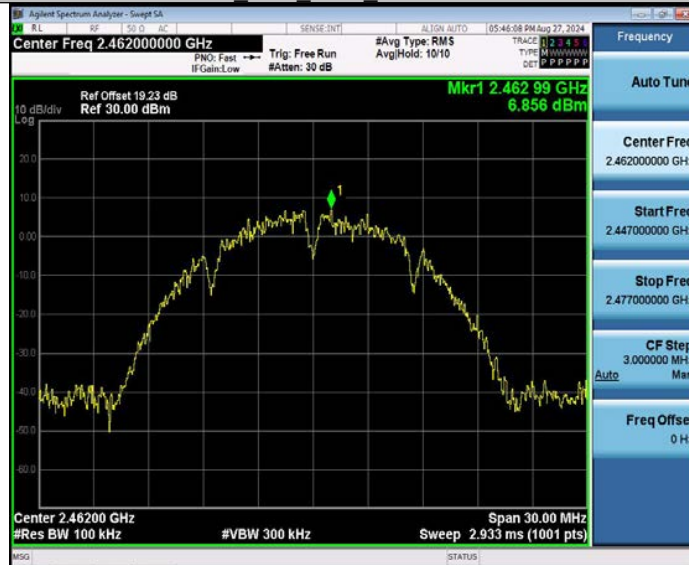 Agilent Spectrum Analyzer - Swept SA
RL RF 50 Ω AC SENSE:INT ALIGN AUTO 05:46:08 PM Aug 27, 2024
Center Freq 2.462000000 GHz
PNO: Fast
IFGain:Low
Trig: Free Run
#Atten: 30 dB
#Avg Type: RMS
Avg|Hold: 10/10
TRACE 1 2 3 4 5 6
TYPE M W W W W W
DET P P P P P P
Frequency
Ref Offset 19.23 dB
10 dB/div Ref 30.00 dBm
Log
Mkr1 2.462 99 GHz
6.856 dBm
20.0
10.0
0.00
-10.0
-20.0
-30.0
-40.0
-50.0
-60.0
1
Center 2.46200 GHz
#Res BW 100 kHz
#VBW 300 kHz
Span 30.00 MHz
Sweep 2.933 ms (1001 pts)
Auto Tune
Center Freq
2.462000000 GHz
Start Freq
2.447000000 GHz
Stop Freq
2.477000000 GHz
CF Step
3.000000 MHz
Auto Man
Freq Offset
0 Hz
MSG STATUS